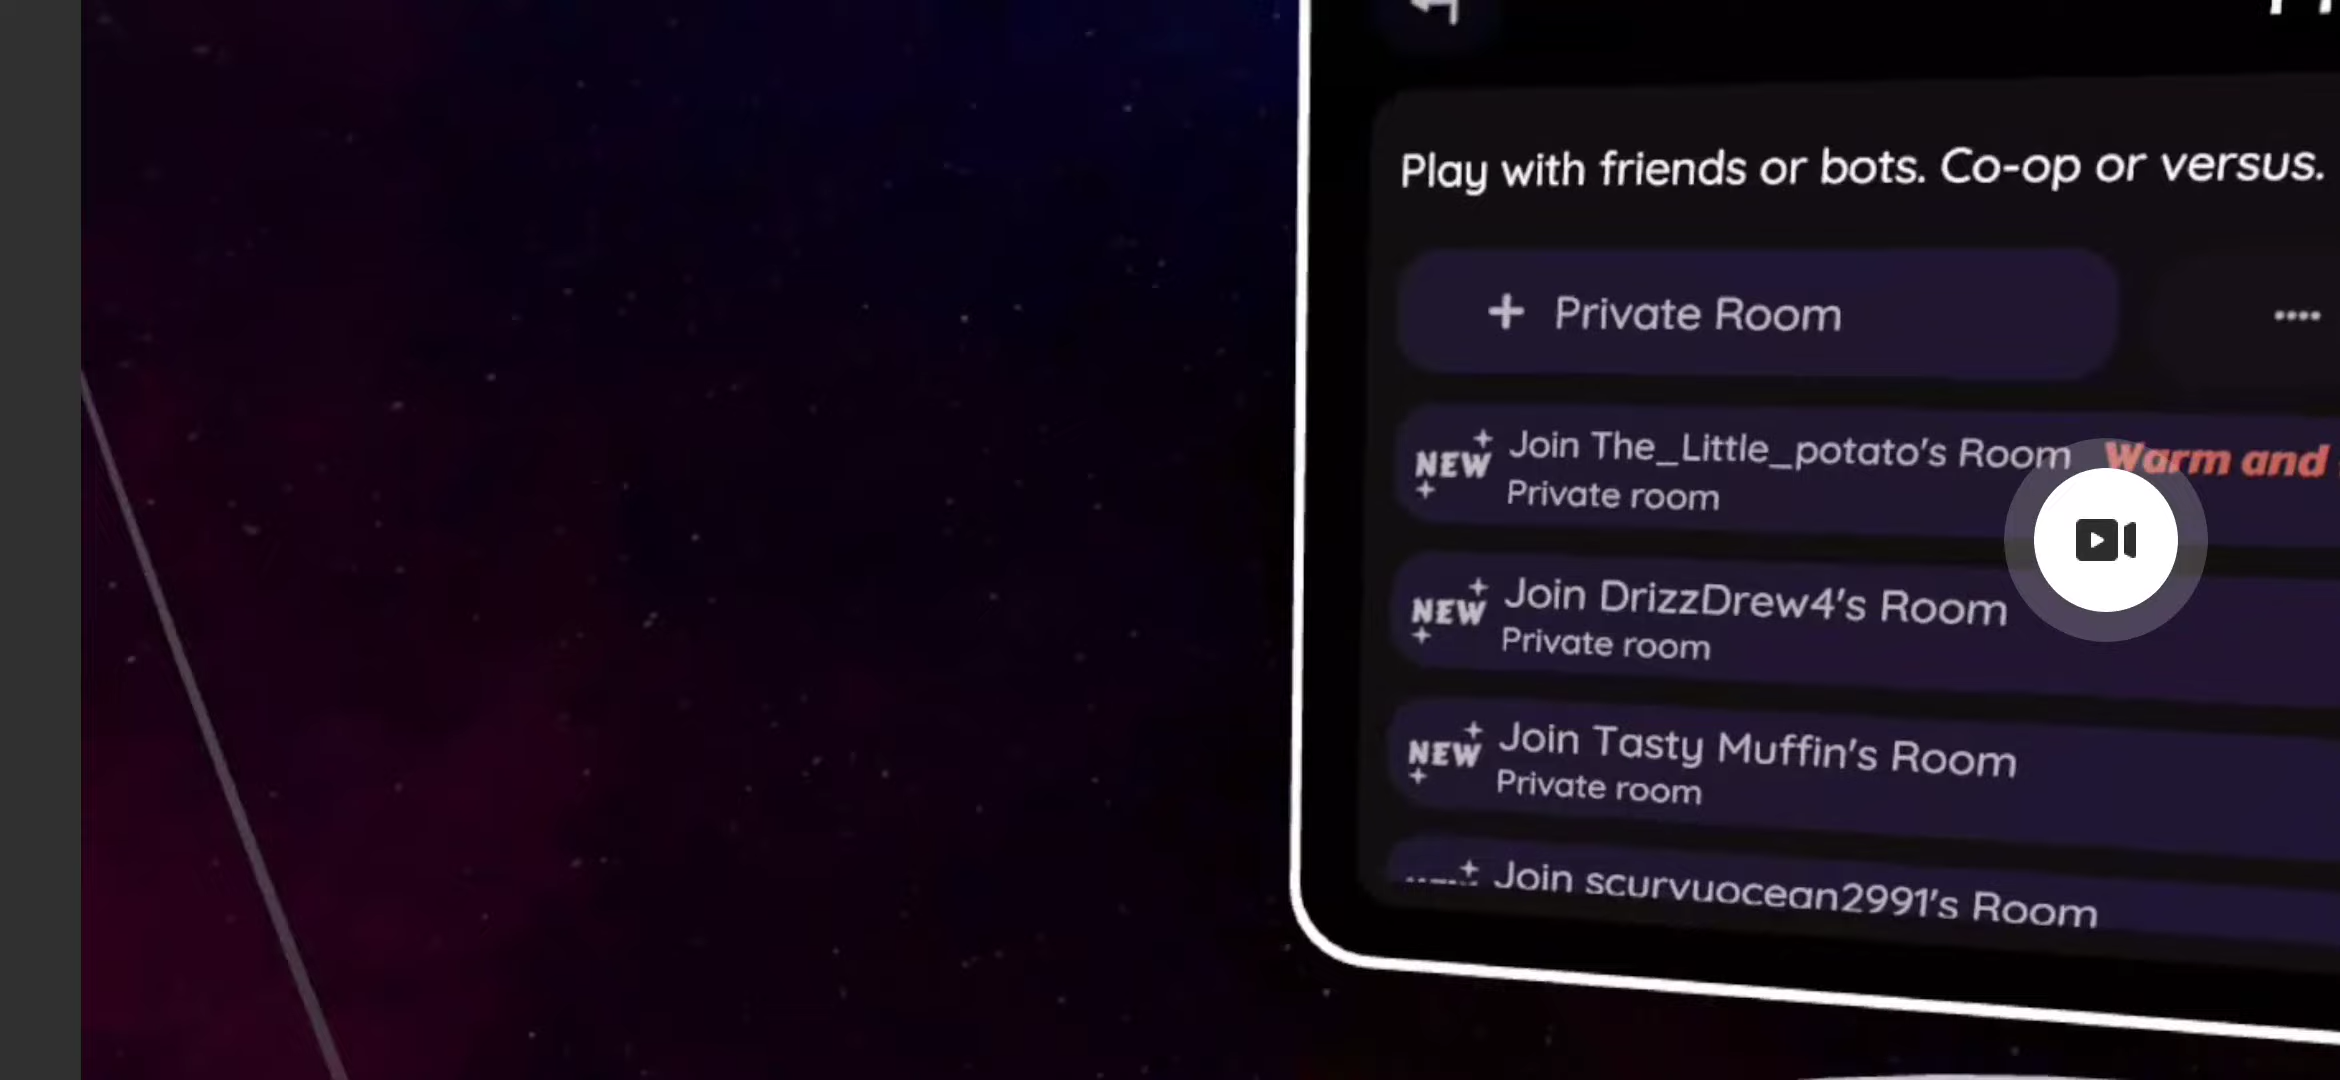 Play with friends or bots. Co-op or versus.
+ Private Room
NEW Join The_Little_potato's Room Warm and
Private room
NEW Join DrizzDrew4's Room
Private room
NEW Join Tasty Muffin's Room
Private room
Join scurvuocean2991's Room